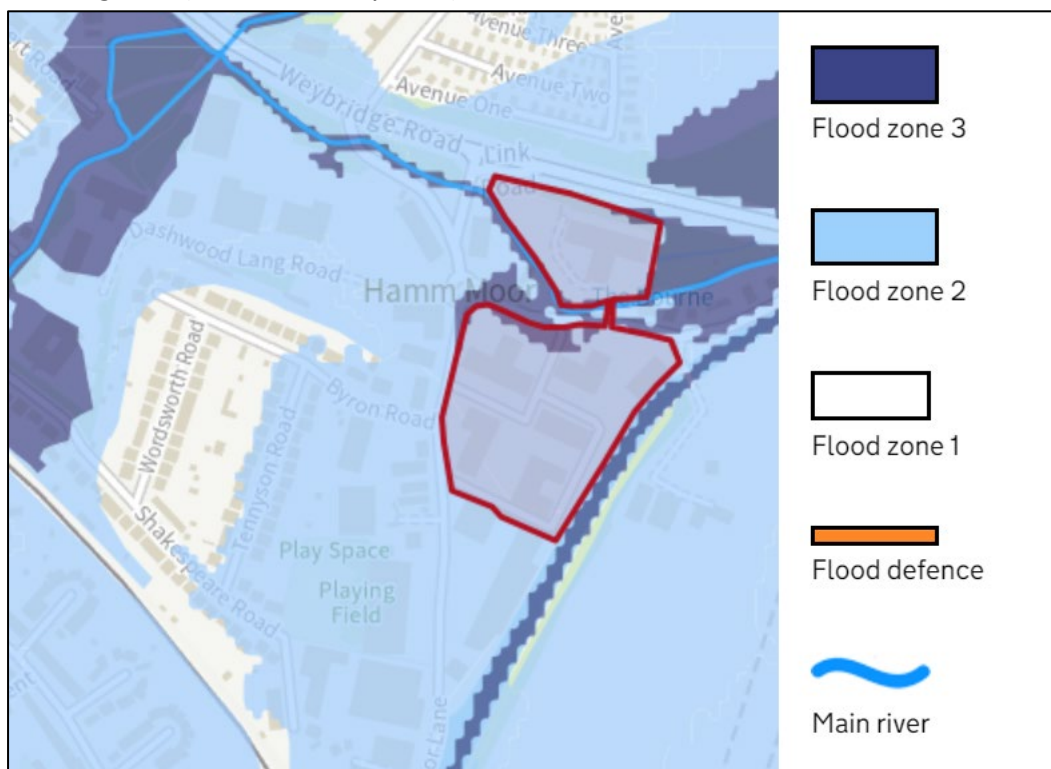 Avenue Three
Avenue Two
Avenue One
Weybridge Road
Link
Road
Dashwood Lang Road
Hamm Moor
The Bourne
Wordsworth Road
Byron Road
Tennyson Road
Shakespeare Road
Play Space
Playing
Field
Flood zone 3
Flood zone 2
Flood zone 1
Flood defence
Main river